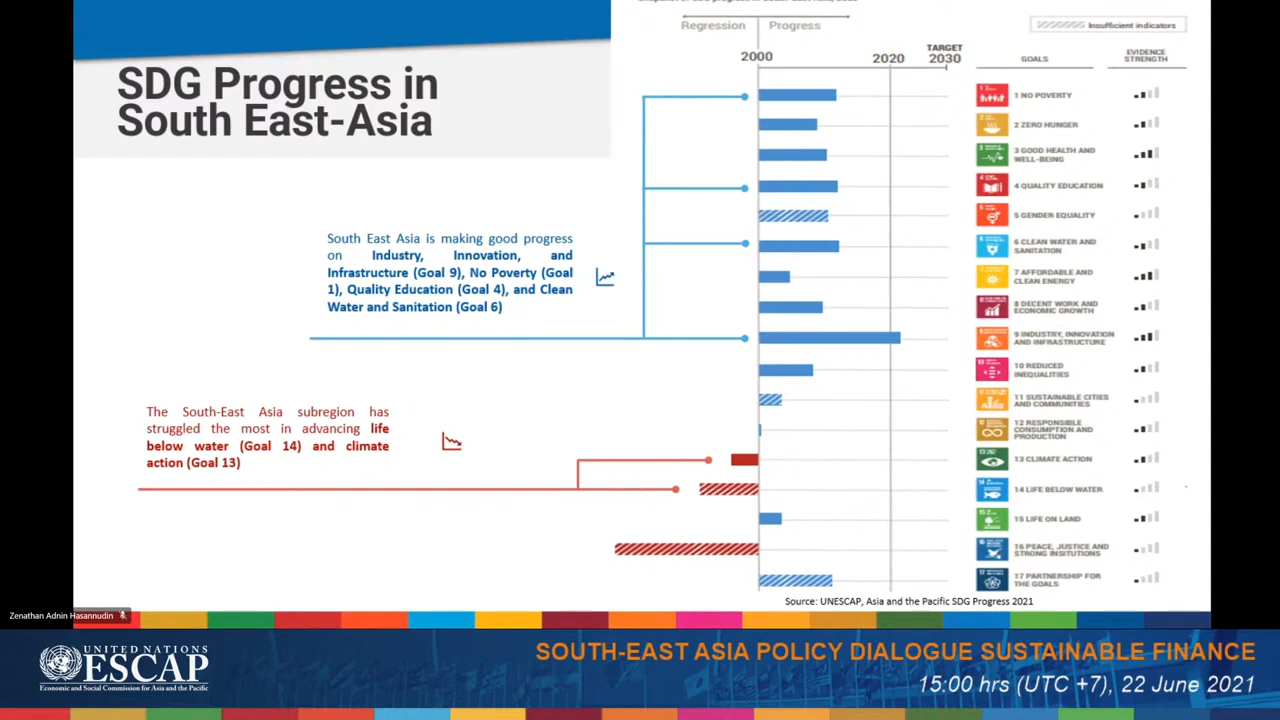 Regression
Progress
Insufficient indicators
SDG Progress in
South East-Asia
2000
2020
TARGET
2030
GOALS
EVIDENCE
STRENGTH
1 NO POVERTY
2 ZERO HUNGER
3 GOOD HEALTH AND
WELL-BEING
4 QUALITY EDUCATION
5 GENDER EQUALITY
6 CLEAN WATER AND
SANITATION
7 AFFORDABLE AND
CLEAN ENERGY
8 DECENT WORK AND
ECONOMIC GROWTH
9 INDUSTRY, INNOVATION
AND INFRASTRUCTURE
10 REDUCED
INEQUALITIES
11 SUSTAINABLE CITIES
AND COMMUNITIES
12 RESPONSIBLE
CONSUMPTION AND
PRODUCTION
13 CLIMATE ACTION
14 LIFE BELOW WATER
15 LIFE ON LAND
16 PEACE, JUSTICE AND
STRONG INSITUTIONS
17 PARTNERSHIP FOR
THE GOALS
South East Asia is making good progress
on Industry, Innovation, and
Infrastructure (Goal 9), No Poverty (Goal
1), Quality Education (Goal 4), and Clean
Water and Sanitation (Goal 6)
The South-East Asia subregion has
struggled the most in advancing life
below water (Goal 14) and climate
action (Goal 13)
Source: UNESCAP, Asia and the Pacific SDG Progress 2021
Zenathan Adnin Hasannudin
UNITED NATIONS
ESCAP
Economic and Social Commission for Asia and the Pacific
SOUTH-EAST ASIA POLICY DIALOGUE SUSTAINABLE FINANCE
15:00 hrs (UTC +7), 22 June 2021